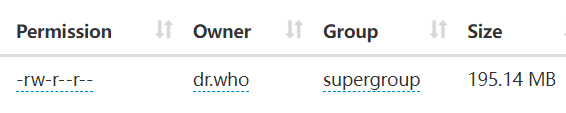 Permission Owner Group Size
-rw-r--r-- dr.who supergroup 195.14 MB